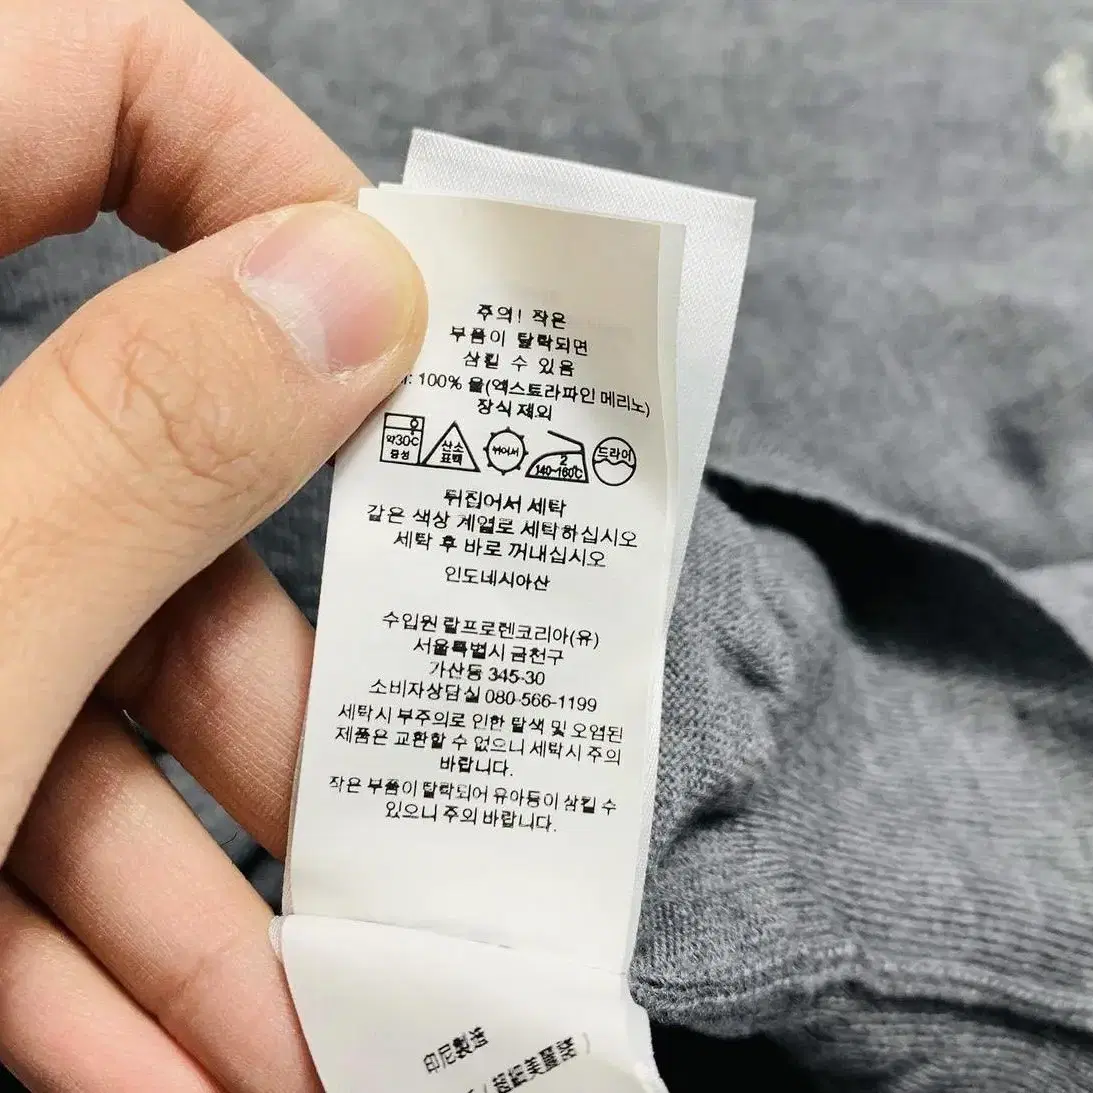 주의! 작은
부품이 탈락되면
삼킬 수 있음
100% 울(엑스트라파인 메리노)
장식 제외
약30℃
중성
산소
표백
뉘어서
2
140~160℃
드라이
뒤집어서 세탁
같은 색상 계열로 세탁하십시오
세탁 후 바로 꺼내십시오
인도네시아산
수입원 랄프로렌코리아(유)
서울특별시 금천구
가산동 345-30
소비자상담실 080-566-1199
세탁시 부주의로 인한 탈색 및 오염된
제품은 교환할 수 없으니 세탁시 주의
바랍니다.
작은 부품이 탈락되어 유아등이 삼킬 수
있으니 주의 바랍니다.
印尼製造
超細美麗諾)